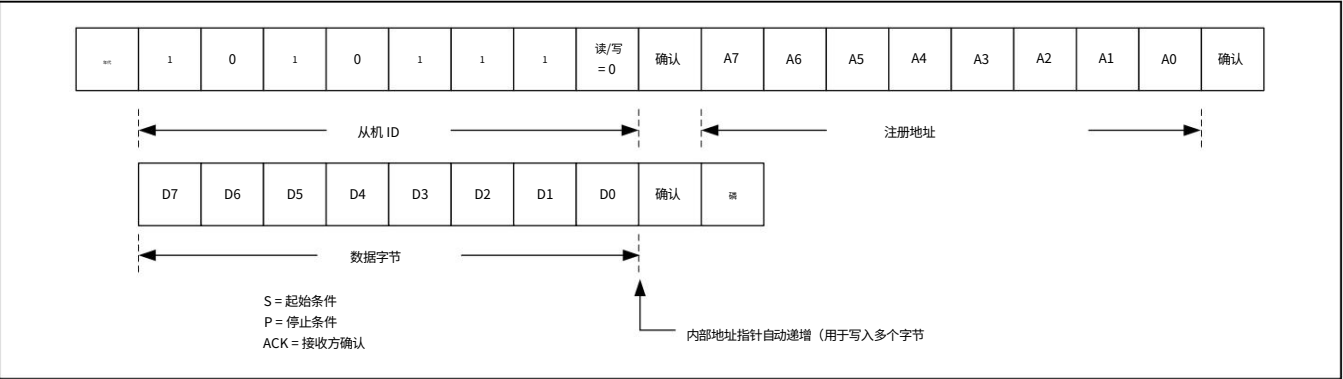 1 0 1 0 1 1 1 读/写 = 0 确认 A7 A6 A5 A4 A3 A2 A1 A0 确认
从机 ID 注册地址
D7 D6 D5 D4 D3 D2 D1 D0 确认 磷
数据字节
S = 起始条件
P = 停止条件
ACK = 接收方确认
内部地址指针自动递增（用于写入多个字节